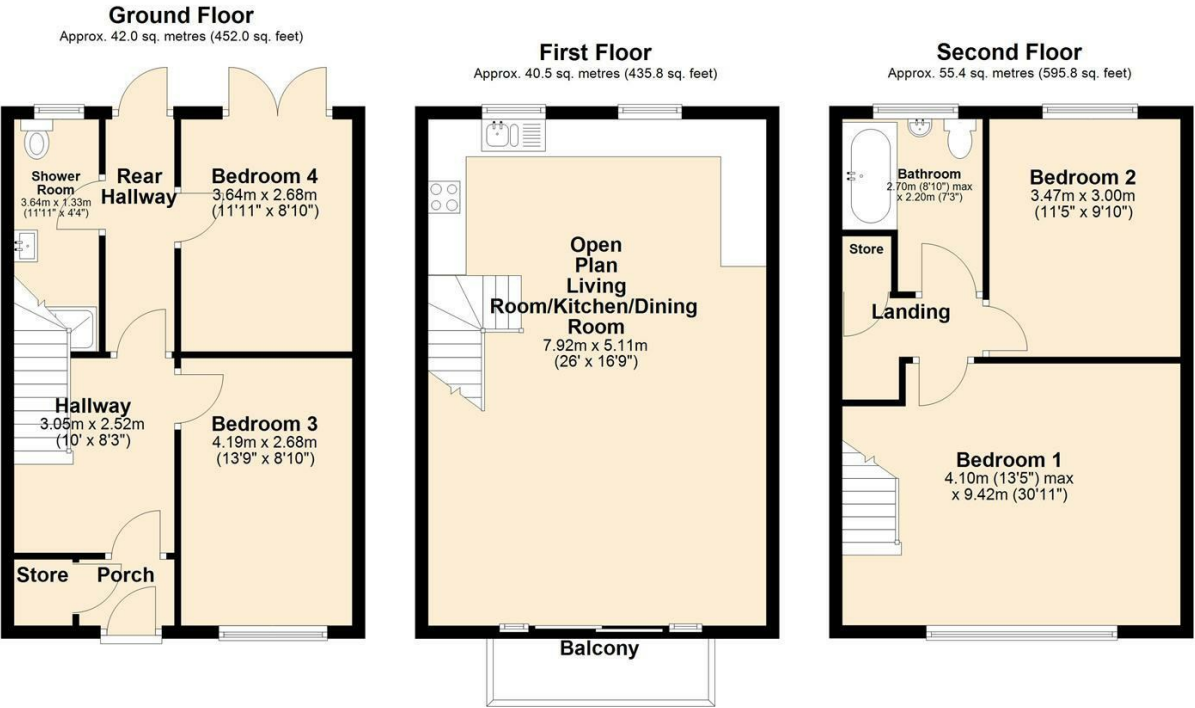 Ground Floor
Approx. 42.0 sq. metres (452.0 sq. feet)
Shower
Room
3.64m x 1.33m
(11'11" x 4'4")
Rear
Hallway
Bedroom 4
3.64m x 2.68m
(11'11" x 8'10")
Hallway
3.05m x 2.52m
(10' x 8'3")
Bedroom 3
4.19m x 2.68m
(13'9" x 8'10")
Store
Porch
First Floor
Approx. 40.5 sq. metres (435.8 sq. feet)
Open
Plan
Living
Room/Kitchen/Dining
Room
7.92m x 5.11m
(26' x 16'9")
Balcony
Second Floor
Approx. 55.4 sq. metres (595.8 sq. feet)
Bathroom
2.70m (8'10") max
x 2.20m (7'3")
Bedroom 2
3.47m x 3.00m
(11'5" x 9'10")
Store
Landing
Bedroom 1
4.10m (13'5") max
x 9.42m (30'11")